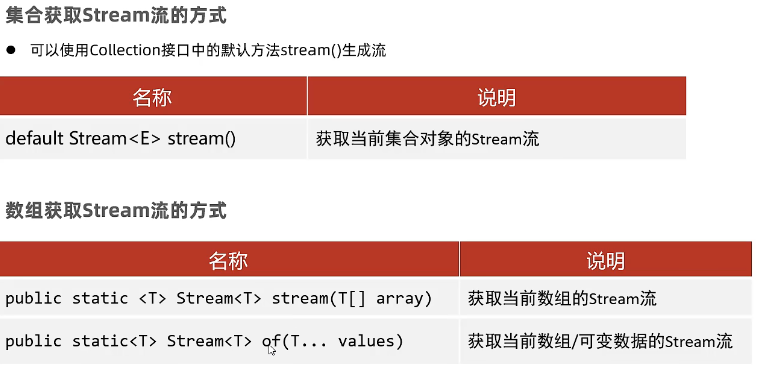 集合获取Stream流的方式
● 可以使用Collection接口中的默认方法stream()生成流
名称 说明
default Stream<E> stream() 获取当前集合对象的Stream流
数组获取Stream流的方式
名称 说明
public static <T> Stream<T> stream(T[] array) 获取当前数组的Stream流
public static<T> Stream<T> of(T... values) 获取当前数组/可变数据的Stream流